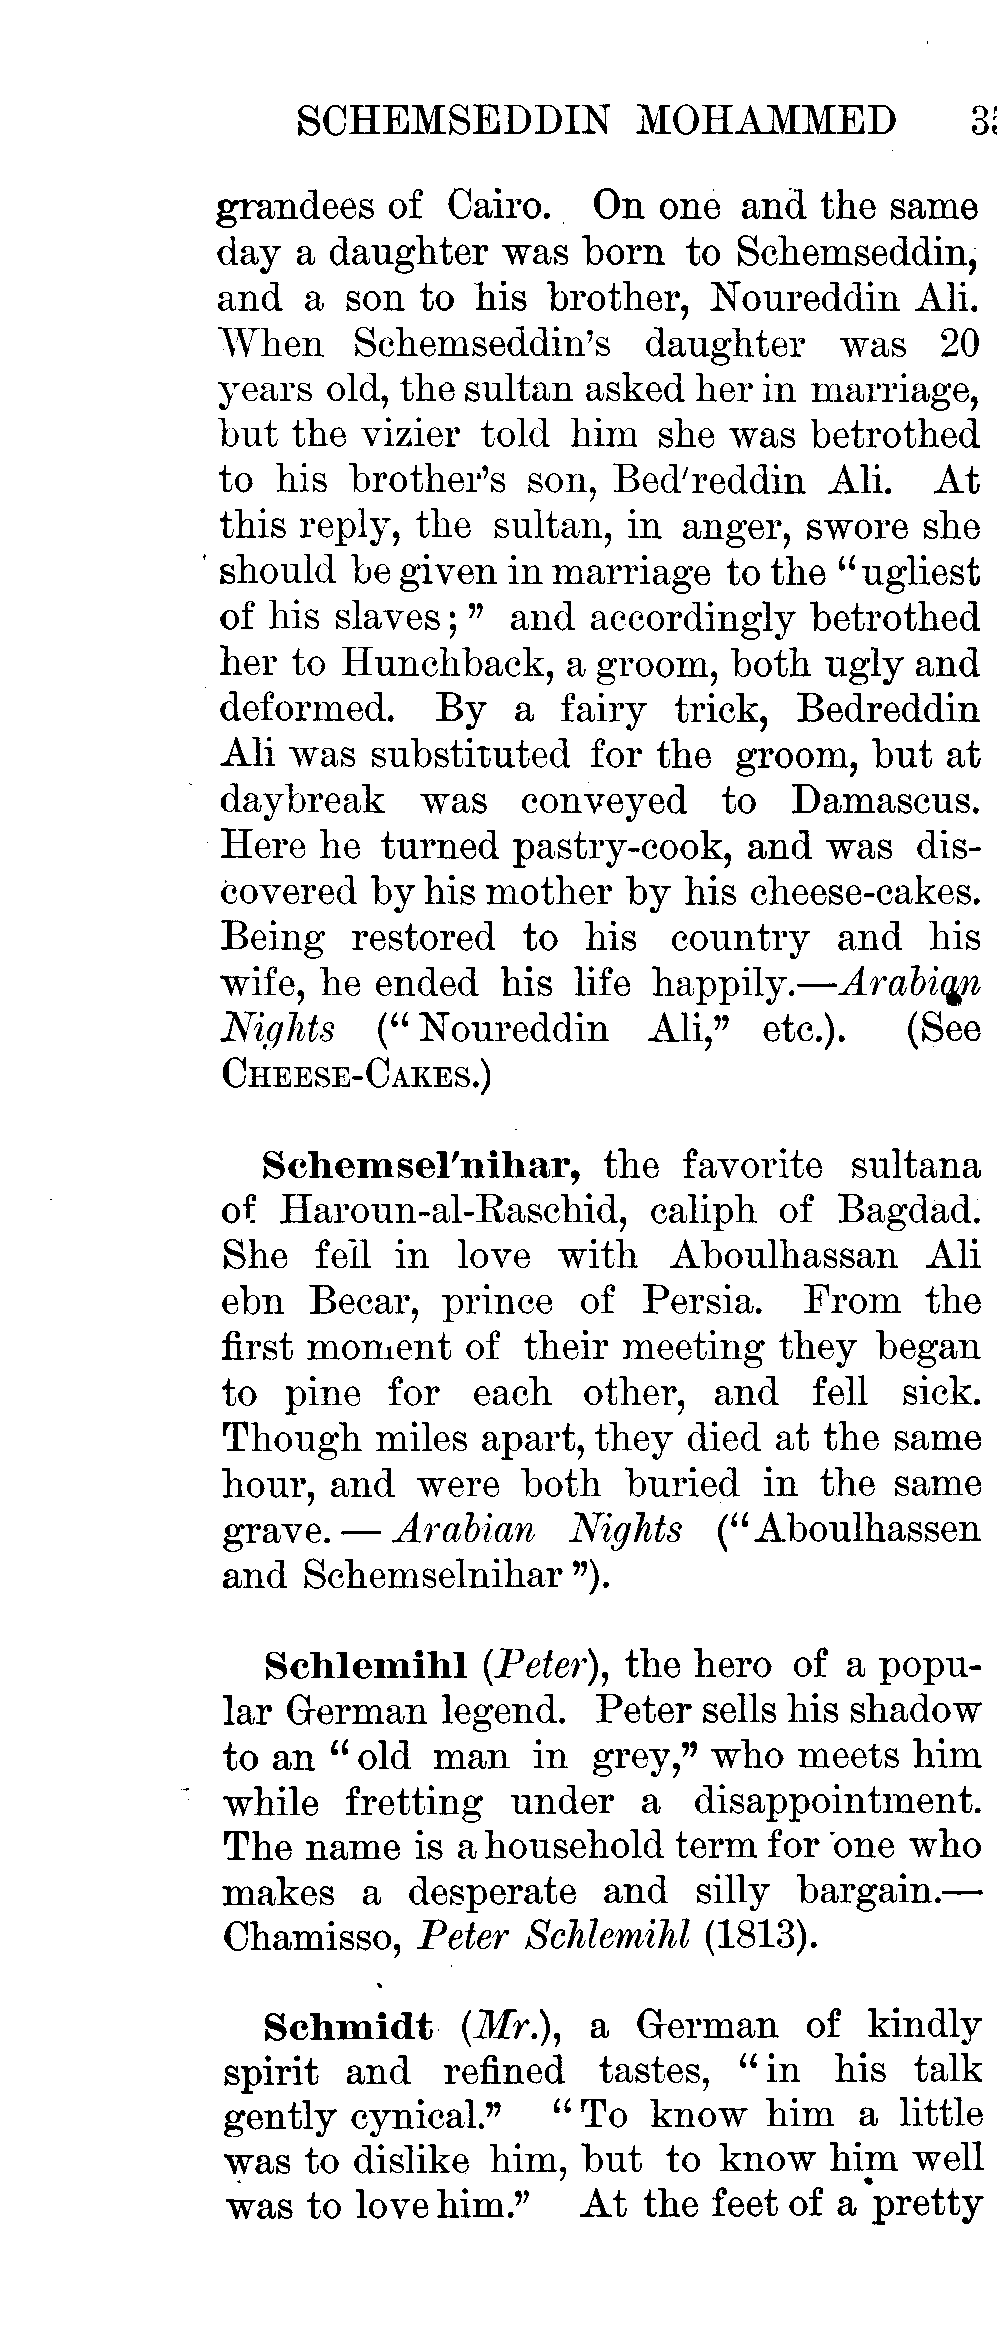 SCHEMSEDDIN MOHAMMED
grandees of Cairo. On one and the same
day a daughter was born to Schemseddin,
and a son to his brother, Noureddin Ali.
When Schemseddin's daughter was 20
years old, the sultan asked her in marriage,
but the vizier told him she was betrothed
to his brother's son, Bed'reddin Ali. At
this reply, the sultan, in anger, swore she
should be given in marriage to the “ugliest
of his slaves;” and accordingly betrothed
her to Hunchback, a groom, both ugly and
deformed. By a fairy trick, Bedreddin
Ali was substituted for the groom, but at
daybreak was conveyed to Damascus.
Here he turned pastry-cook, and was dis-
covered by his mother by his cheese-cakes.
Being restored to his country and his
wife, he ended his life happily.—Arabian
Nights (“Noureddin Ali,” etc.). (See
CHEESE-CAKES.)
Schemsel'nihar, the favorite sultana
of Haroun-al-Raschid, caliph of Bagdad.
She fell in love with Aboulhassan Ali
ebn Becar, prince of Persia. From the
first moment of their meeting they began
to pine for each other, and fell sick.
Though miles apart, they died at the same
hour, and were both buried in the same
grave.—Arabian Nights (“Aboulhassen
and Schemselnihar”).
Schlemihl (Peter), the hero of a popu-
lar German legend. Peter sells his shadow
to an “old man in grey,” who meets him
while fretting under a disappointment.
The name is a household term for one who
makes a desperate and silly bargain.—
Chamisso, Peter Schlemihl (1813).
Schmidt (Mr.), a German of kindly
spirit and refined tastes, “in his talk
gently cynical.” “To know him a little
was to dislike him, but to know him well
was to love him.” At the feet of a pretty